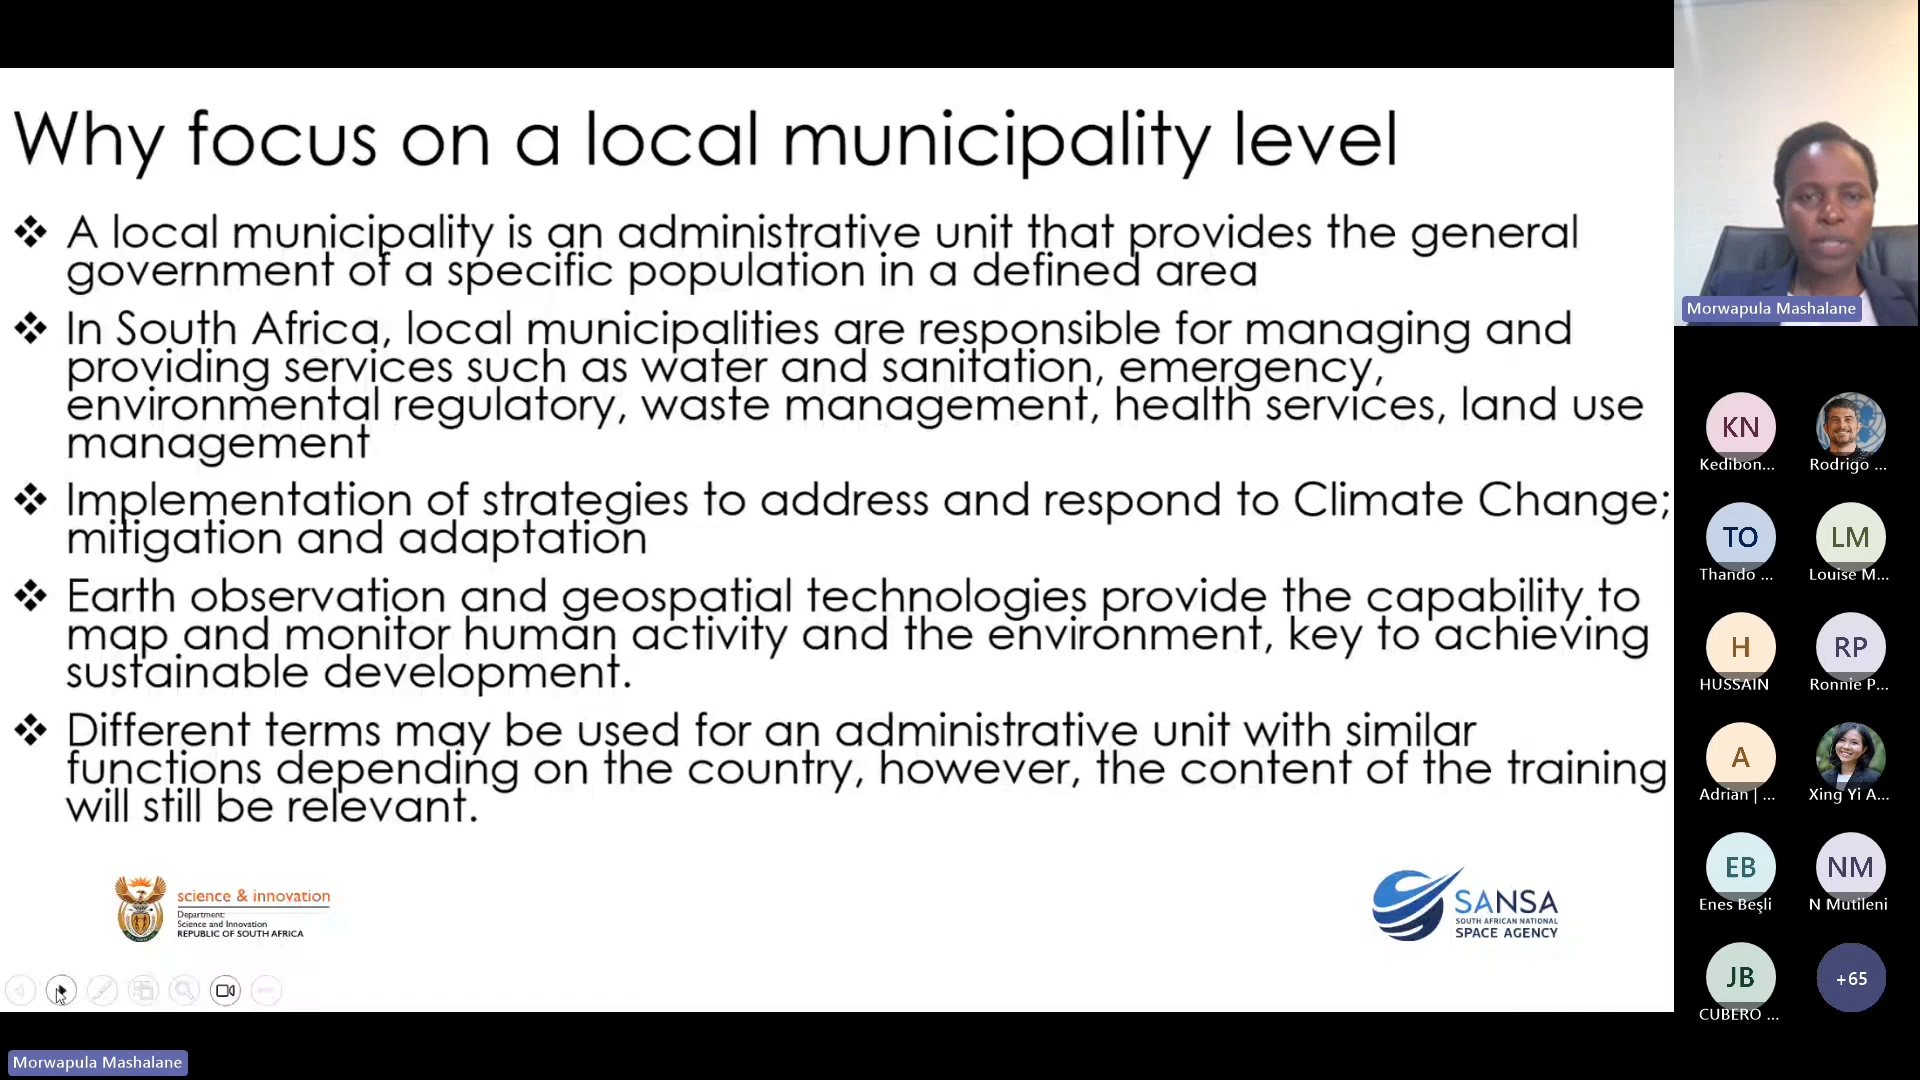 Why focus on a local municipality level
❖ A local municipality is an administrative unit that provides the general
government of a specific population in a defined area
❖ In South Africa, local municipalities are responsible for managing and
providing services such as water and sanitation, emergency,
environmental regulatory, waste management, health services, land use
management
❖ Implementation of strategies to address and respond to Climate Change;
mitigation and adaptation
❖ Earth observation and geospatial technologies provide the capability to
map and monitor human activity and the environment, key to achieving
sustainable development.
❖ Different terms may be used for an administrative unit with similar
functions depending on the country, however, the content of the training
will still be relevant.
science & innovation
Department:
Science and Innovation
REPUBLIC OF SOUTH AFRICA
SANSA
SOUTH AFRICAN NATIONAL
SPACE AGENCY
Morwapula Mashalane
Morwapula Mashalane
KN
Kedibon...
Rodrigo ...
TO
Thando ...
LM
Louise M...
H
HUSSAIN
RP
Ronnie P...
A
Adrian | ...
Xing Yi A...
EB
Enes Beşli
NM
N Mutileni
JB
CUBERO ...
+65